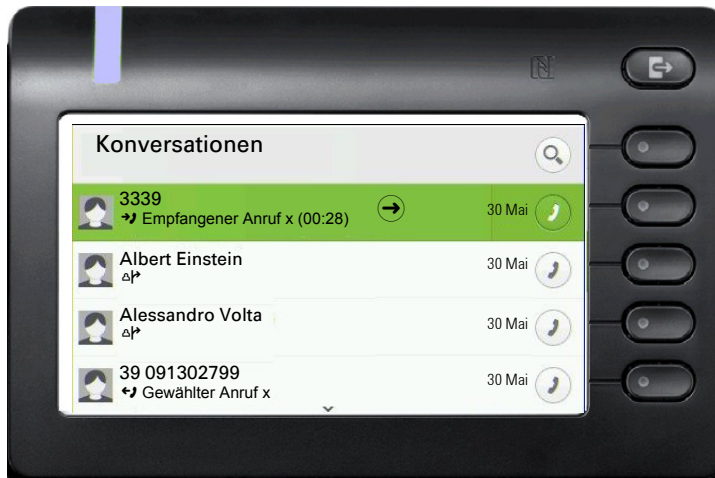 Konversationen
3339
Empfangener Anruf x (00:28)
30 Mai
Albert Einstein
30 Mai
Alessandro Volta
30 Mai
39 091302799
Gewählter Anruf x
30 Mai